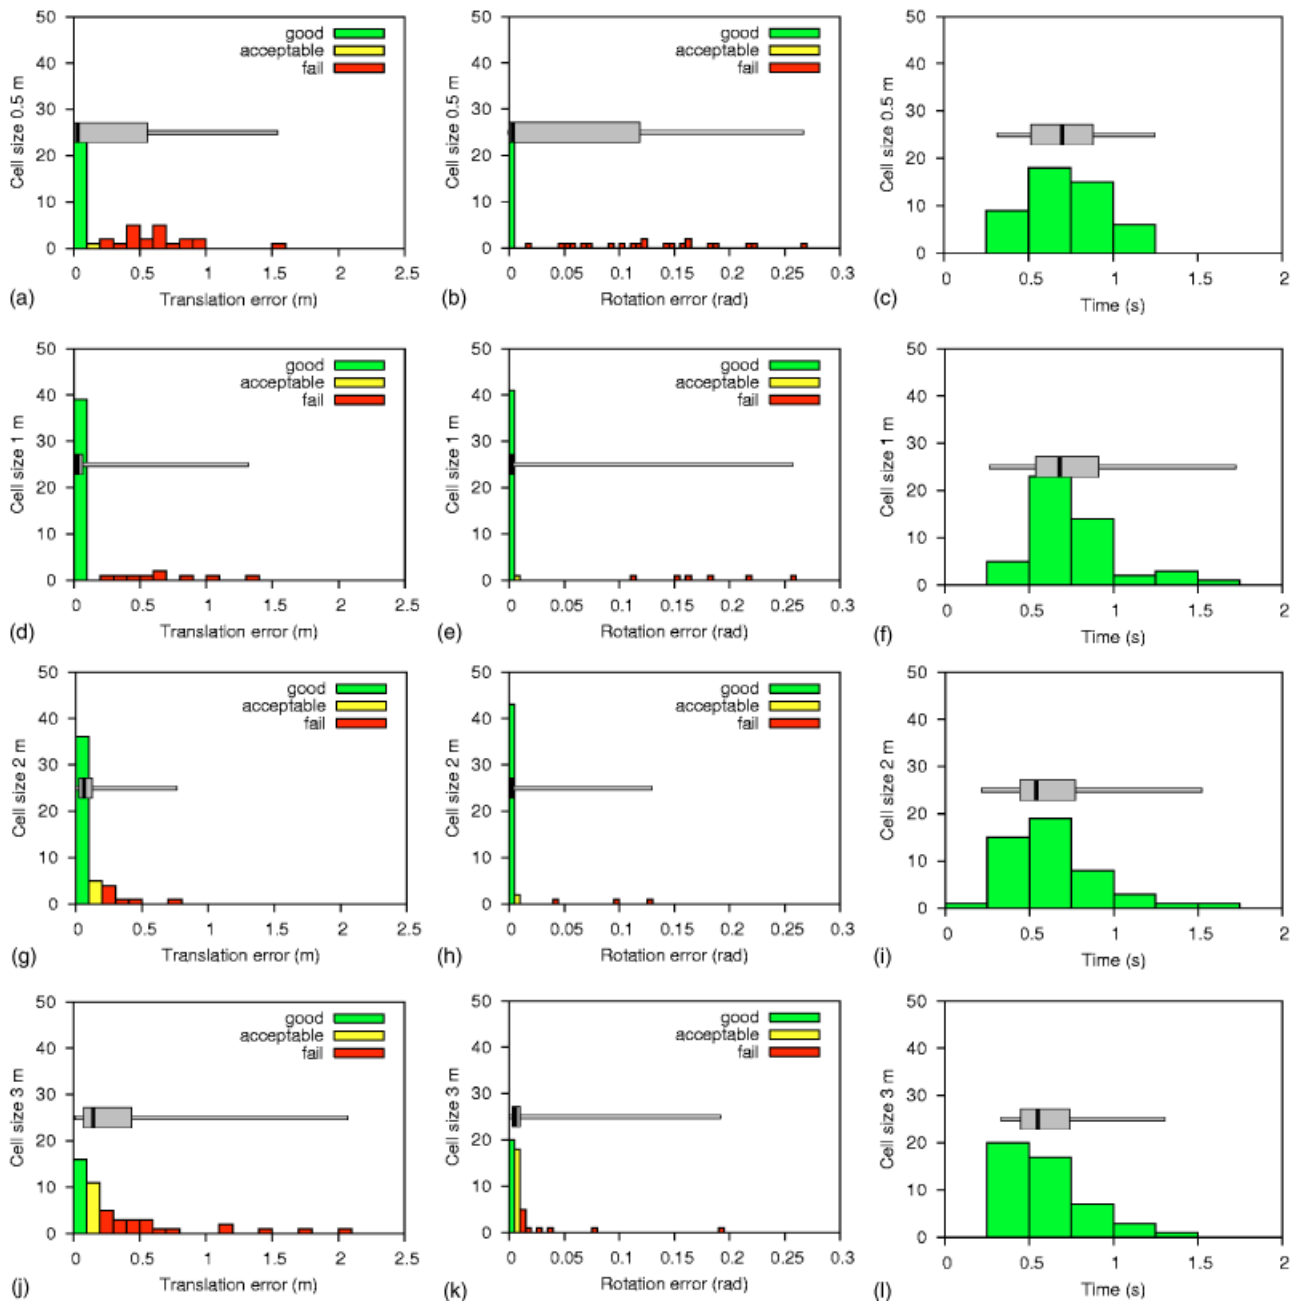 50
40
30
20
10
0
Cell size 0.5 m
good
acceptable
fail
0 0.5 1 1.5 2 2.5
(a) Translation error (m)
50
40
30
20
10
0
Cell size 0.5 m
good
acceptable
fail
0 0.05 0.1 0.15 0.2 0.25 0.3
(b) Rotation error (rad)
50
40
30
20
10
0
Cell size 0.5 m
0 0.5 1 1.5 2
(c) Time (s)
50
40
30
20
10
0
Cell size 1 m
good
acceptable
fail
0 0.5 1 1.5 2 2.5
(d) Translation error (m)
50
40
30
20
10
0
Cell size 1 m
good
acceptable
fail
0 0.05 0.1 0.15 0.2 0.25 0.3
(e) Rotation error (rad)
50
40
30
20
10
0
Cell size 1 m
0 0.5 1 1.5 2
(f) Time (s)
50
40
30
20
10
0
Cell size 2 m
good
acceptable
fail
0 0.5 1 1.5 2 2.5
(g) Translation error (m)
50
40
30
20
10
0
Cell size 2 m
good
acceptable
fail
0 0.05 0.1 0.15 0.2 0.25 0.3
(h) Rotation error (rad)
50
40
30
20
10
0
Cell size 2 m
0 0.5 1 1.5 2
(i) Time (s)
50
40
30
20
10
0
Cell size 3 m
good
acceptable
fail
0 0.5 1 1.5 2 2.5
(j) Translation error (m)
50
40
30
20
10
0
Cell size 3 m
good
acceptable
fail
0 0.05 0.1 0.15 0.2 0.25 0.3
(k) Rotation error (rad)
50
40
30
20
10
0
Cell size 3 m
0 0.5 1 1.5 2
(l) Time (s)